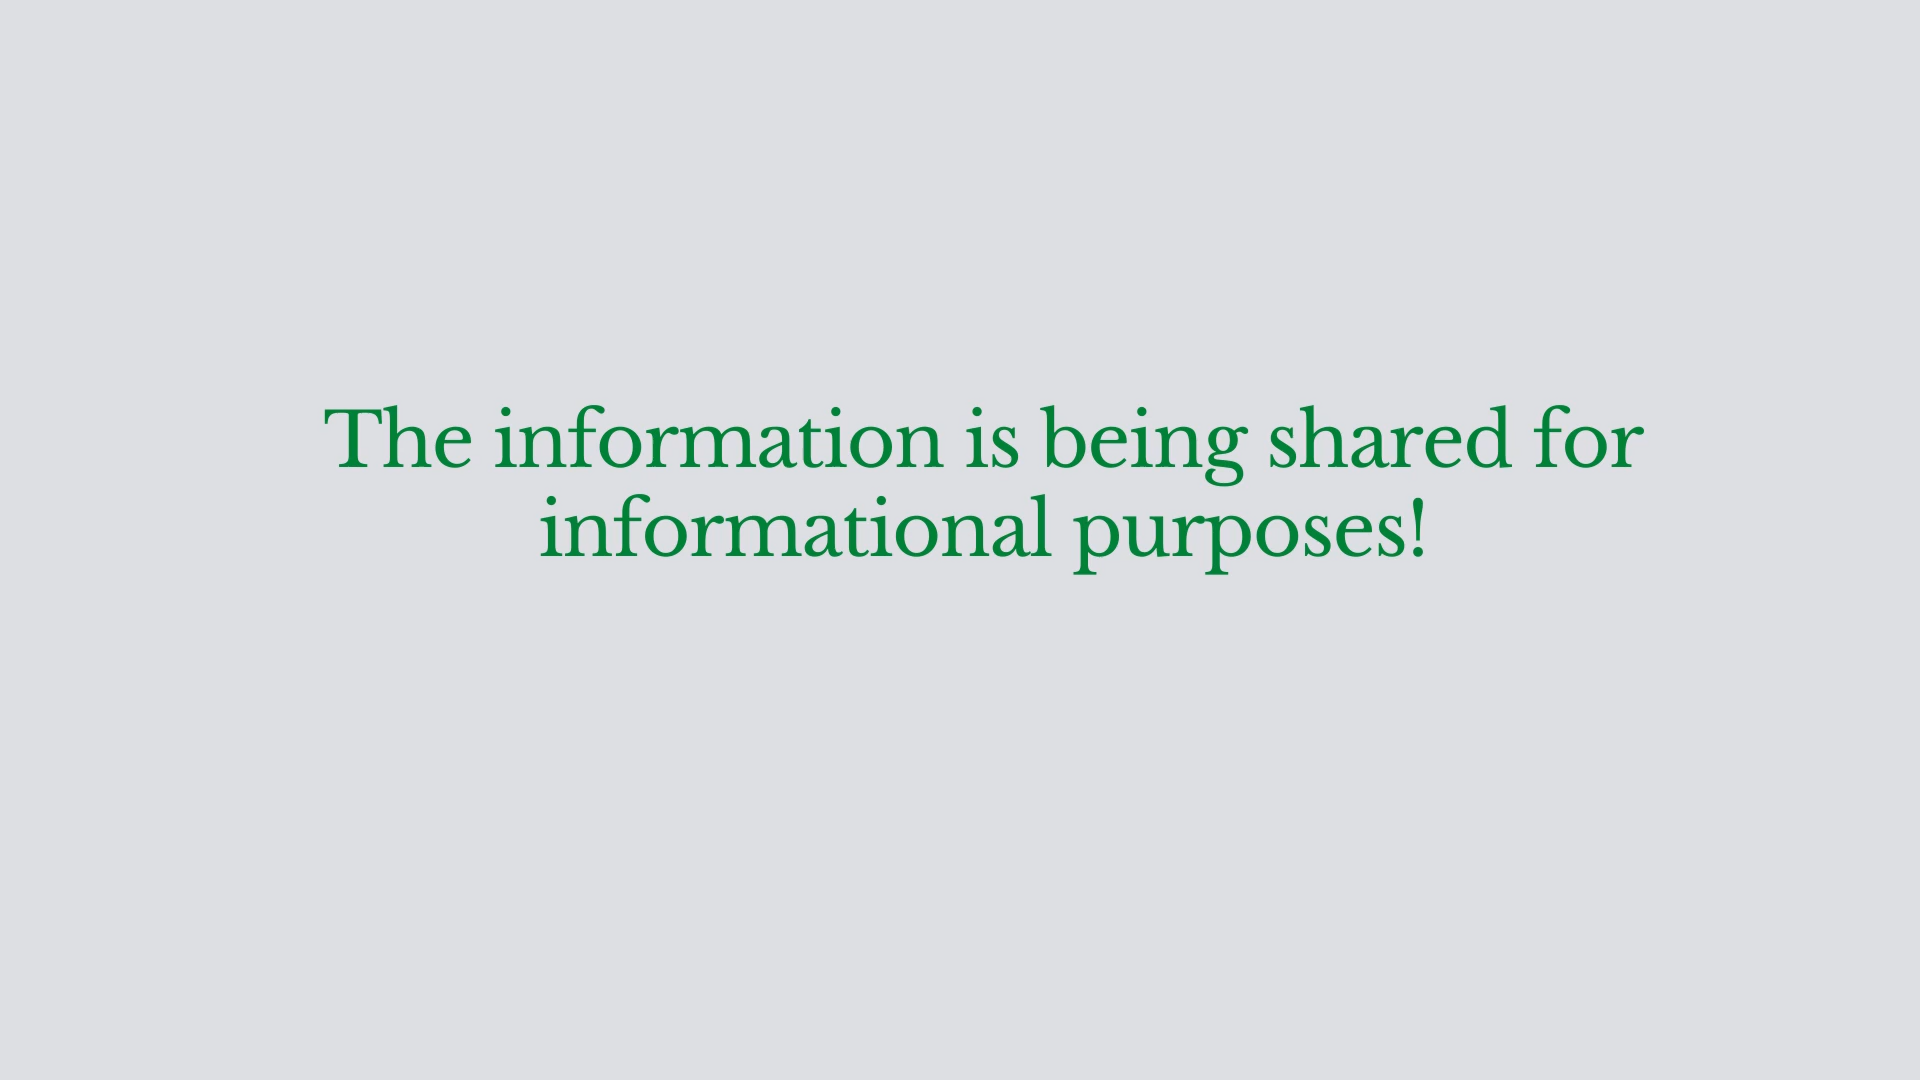 The information is being shared for
informational purposes!